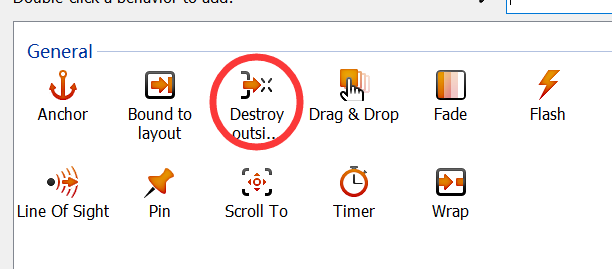 Double-click a behavior to add:
General
Anchor
Bound to
layout
Destroy
outsi...
Drag & Drop
Fade
Flash
Line Of Sight
Pin
Scroll To
Timer
Wrap